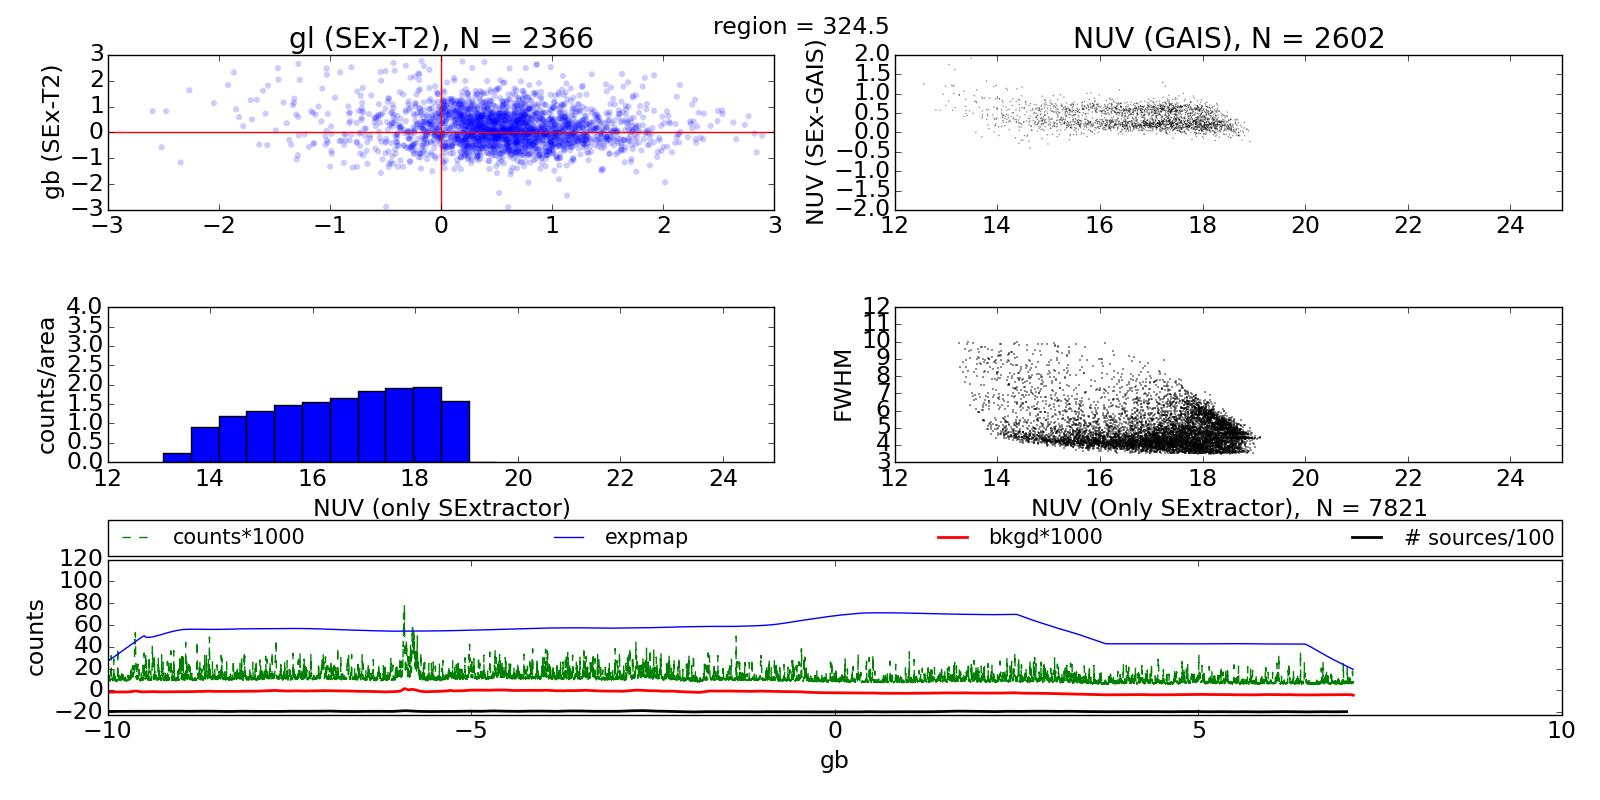 region = 324.5
gl (SEx-T2), N = 2366
NUV (GAIS), N = 2602
gb (SEx-T2)
3
2
1
0
−1
−2
−3
−3 −2 −1 0 1 2 3
NUV (SEx-GAIS)
2.0
1.5
1.0
0.5
0.0
−0.5
−1.0
−1.5
−2.0
12 14 16 18 20 22 24
counts/area
4.0
3.5
3.0
2.5
2.0
1.5
1.0
0.5
0.0
12 14 16 18 20 22 24
NUV (only SExtractor)
FWHM
12
11
10
9
8
7
6
5
4
3
12 14 16 18 20 22 24
NUV (Only SExtractor), N = 7821
counts*1000 expmap bkgd*1000 # sources/100
counts
120
100
80
60
40
20
0
−20
−10 −5 0 5 10
gb